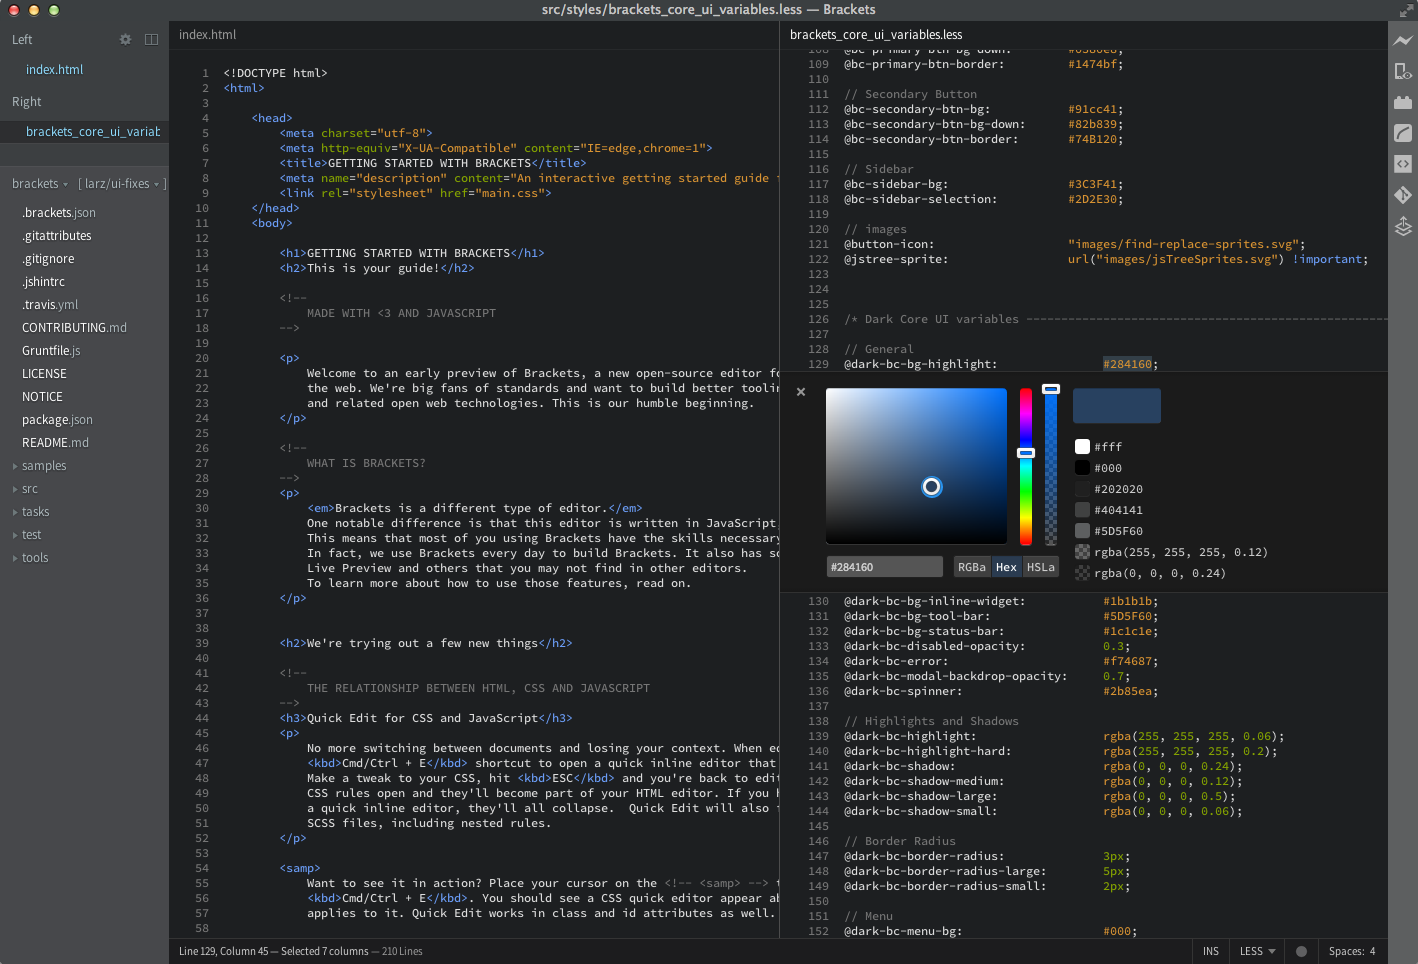 src/styles/brackets_core_ui_variables.less — Brackets
Left
index.html
Right
brackets_core_ui_variab
brackets [ larz/ui-fixes ]
.brackets.json
.gitattributes
.gitignore
.jshintrc
.travis.yml
CONTRIBUTING.md
Gruntfile.js
LICENSE
NOTICE
package.json
README.md
samples
src
tasks
test
tools
index.html
1 <!DOCTYPE html>
2 <html>
3
4 <head>
5 <meta charset="utf-8">
6 <meta http-equiv="X-UA-Compatible" content="IE=edge,chrome=1">
7 <title>GETTING STARTED WITH BRACKETS</title>
8 <meta name="description" content="An interactive getting started guide
9 <link rel="stylesheet" href="main.css">
10 </head>
11 <body>
12
13 <h1>GETTING STARTED WITH BRACKETS</h1>
14 <h2>This is your guide!</h2>
15
16 <!--
17 MADE WITH <3 AND JAVASCRIPT
18 -->
19
20 <p>
21 Welcome to an early preview of Brackets, a new open-source editor fo
22 the web. We're big fans of standards and want to build better toolin
23 and related open web technologies. This is our humble beginning.
24 </p>
25
26 <!--
27 WHAT IS BRACKETS?
28 -->
29 <p>
30 <em>Brackets is a different type of editor.</em>
31 One notable difference is that this editor is written in JavaScript.
32 This means that most of you using Brackets have the skills necessary
33 In fact, we use Brackets every day to build Brackets. It also has so
34 Live Preview and others that you may not find in other editors.
35 To learn more about how to use those features, read on.
36 </p>
37
38
39 <h2>We're trying out a few new things</h2>
40
41 <!--
42 THE RELATIONSHIP BETWEEN HTML, CSS AND JAVASCRIPT
43 -->
44 <h3>Quick Edit for CSS and JavaScript</h3>
45 <p>
46 No more switching between documents and losing your context. When ed
47 <kbd>Cmd/Ctrl + E</kbd> shortcut to open a quick inline editor that
48 Make a tweak to your CSS, hit <kbd>ESC</kbd> and you're back to edit
49 CSS rules open and they'll become part of your HTML editor. If you h
50 a quick inline editor, they'll all collapse.  Quick Edit will also
51 SCSS files, including nested rules.
52 </p>
53
54 <samp>
55 Want to see it in action? Place your cursor on the <!-- <samp> -->
56 <kbd>Cmd/Ctrl + E</kbd>. You should see a CSS quick editor appear ab
57 applies to it. Quick Edit works in class and id attributes as well.
58
brackets_core_ui_variables.less
108 @bc-primary-btn-bg-down: #0380e8;
109 @bc-primary-btn-border: #1474bf;
110
111 // Secondary Button
112 @bc-secondary-btn-bg: #91cc41;
113 @bc-secondary-btn-bg-down: #82b839;
114 @bc-secondary-btn-border: #74B120;
115
116 // Sidebar
117 @bc-sidebar-bg: #3C3F41;
118 @bc-sidebar-selection: #2D2E30;
119
120 // images
121 @button-icon: "images/find-replace-sprites.svg";
122 @jstree-sprite: url("images/jsTreeSprites.svg") !important;
123
124
125
126 /* Dark Core UI variables ----------------------------------------------------
127
128 // General
129 @dark-bc-bg-highlight: #284160;
#fff
#000
#202020
#404141
#5D5F60
rgba(255, 255, 255, 0.12)
rgba(0, 0, 0, 0.24)
#284160 RGBa Hex HSLa
130 @dark-bc-bg-inline-widget: #1b1b1b;
131 @dark-bc-bg-tool-bar: #5D5F60;
132 @dark-bc-bg-status-bar: #1c1c1e;
133 @dark-bc-disabled-opacity: 0.3;
134 @dark-bc-error: #f74687;
135 @dark-bc-modal-backdrop-opacity: 0.7;
136 @dark-bc-spinner: #2b85ea;
137
138 // Highlights and Shadows
139 @dark-bc-highlight: rgba(255, 255, 255, 0.06);
140 @dark-bc-highlight-hard: rgba(255, 255, 255, 0.2);
141 @dark-bc-shadow: rgba(0, 0, 0, 0.24);
142 @dark-bc-shadow-medium: rgba(0, 0, 0, 0.12);
143 @dark-bc-shadow-large: rgba(0, 0, 0, 0.5);
144 @dark-bc-shadow-small: rgba(0, 0, 0, 0.06);
145
146 // Border Radius
147 @dark-bc-border-radius: 3px;
148 @dark-bc-border-radius-large: 5px;
149 @dark-bc-border-radius-small: 2px;
150
151 // Menu
152 @dark-bc-menu-bg: #000;
Line 129, Column 45 — Selected 7 columns — 210 Lines
INS LESS Spaces: 4